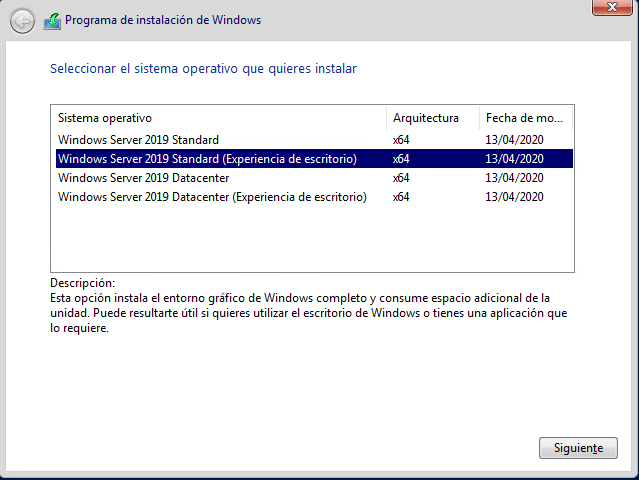 Programa de instalación de Windows
Seleccionar el sistema operativo que quieres instalar
Sistema operativo Arquitectura Fecha de mo...
Windows Server 2019 Standard x64 13/04/2020
Windows Server 2019 Standard (Experiencia de escritorio) x64 13/04/2020
Windows Server 2019 Datacenter x64 13/04/2020
Windows Server 2019 Datacenter (Experiencia de escritorio) x64 13/04/2020
Descripción:
Esta opción instala el entorno gráfico de Windows completo y consume espacio adicional de la
unidad. Puede resultarte útil si quieres utilizar el escritorio de Windows o tienes una aplicación que
lo requiere.
Siguiente